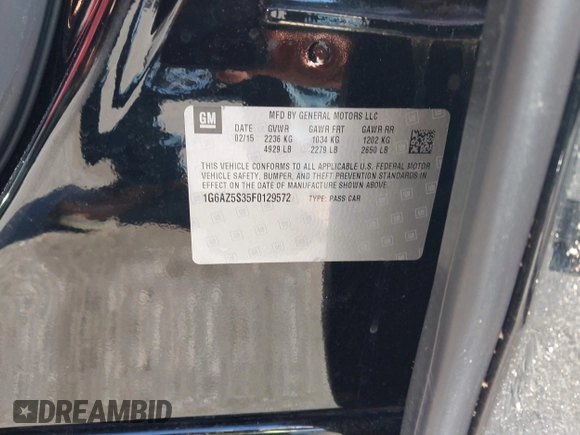 GM
MFD BY GENERAL MOTORS LLC
DATE GVWR GAWR FRT GAWR RR
02/15 2236 KG 1034 KG 1202 KG
4929 LB 2279 LB 2650 LB
THIS VEHICLE CONFORMS TO ALL APPLICABLE U.S. FEDERAL MOTOR
VEHICLE SAFETY, BUMPER, AND THEFT PREVENTION STANDARDS IN
EFFECT ON THE DATE OF MANUFACTURE SHOWN ABOVE.
1G6AZ5S35F0129572 TYPE: PASS CAR
DREAMBID